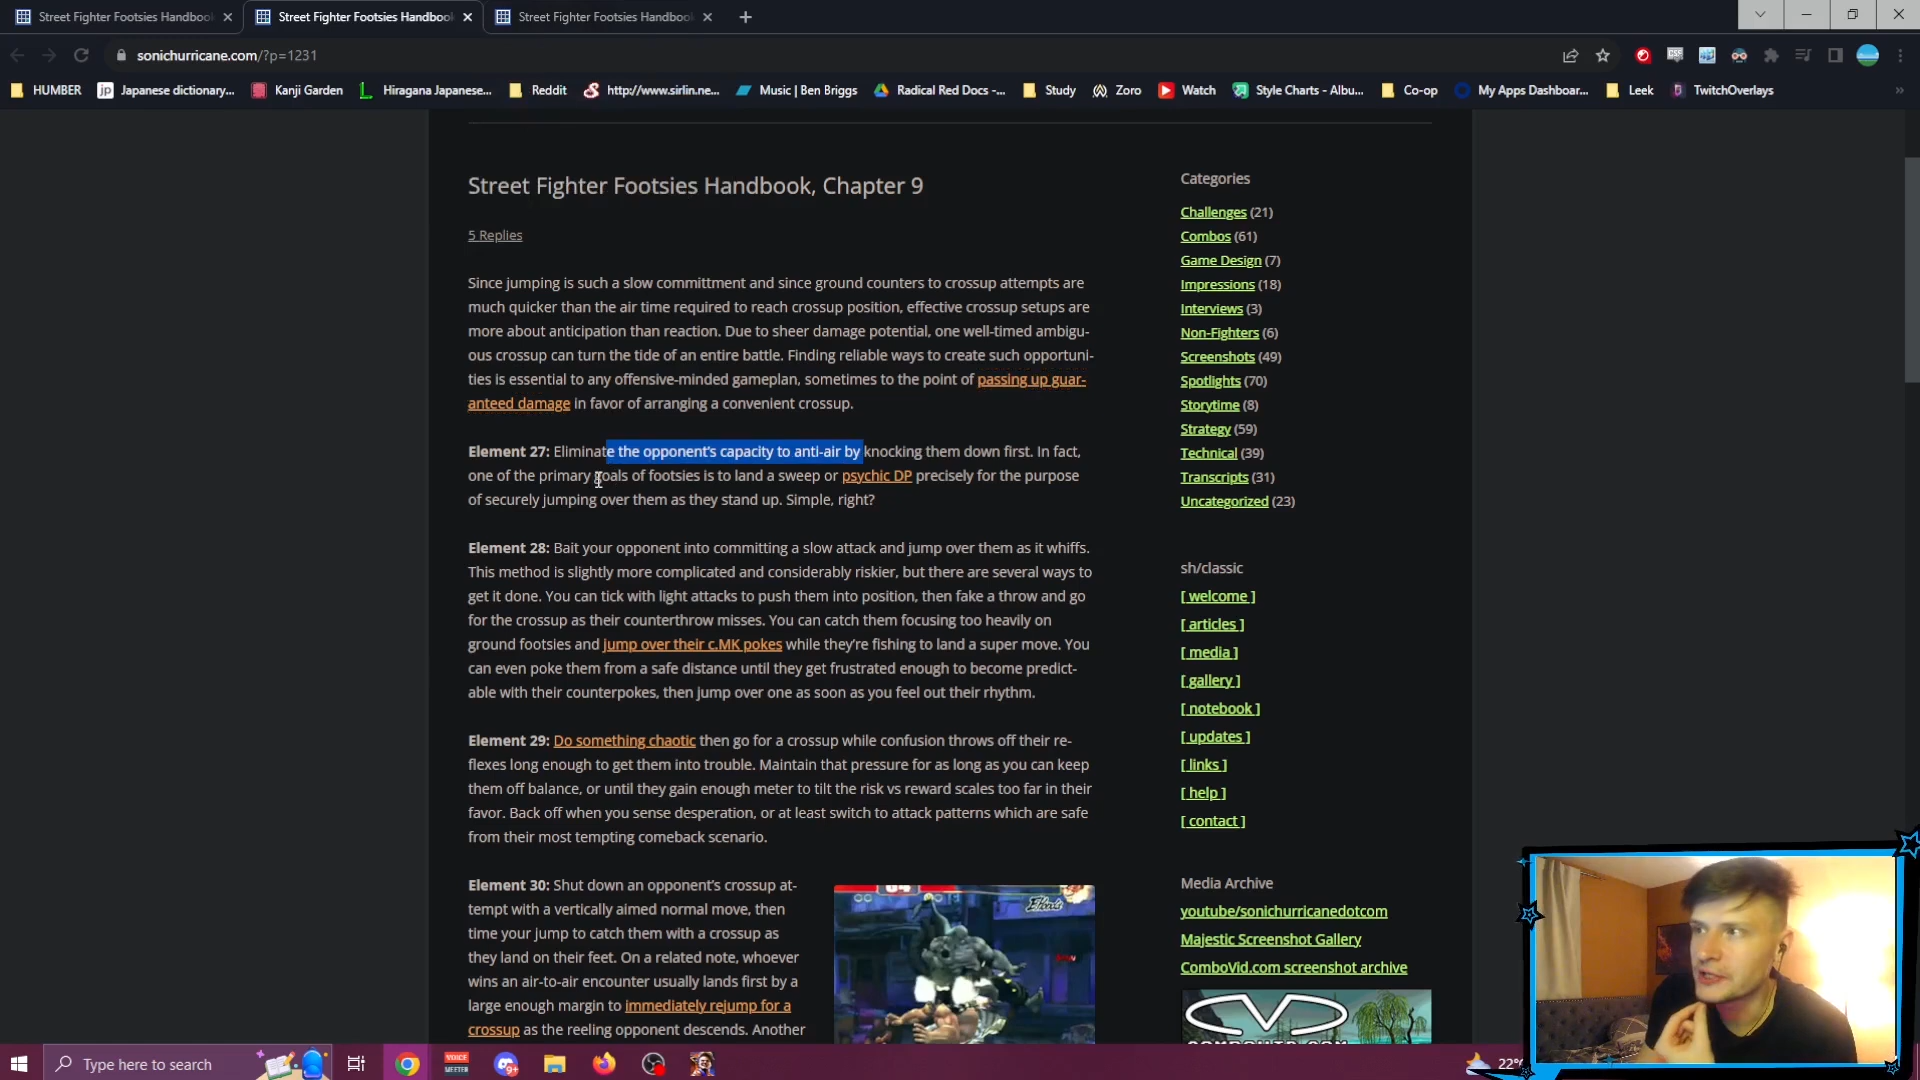 Street Fighter Footsies Handbook
Street Fighter Footsies Handbook
Street Fighter Footsies Handbook
sonichurricane.com/?p=1231
HUMBER
jp Japanese dictionary...
Kanji Garden
Hiragana Japanese...
Reddit
http://www.sirlin.ne...
Music | Ben Briggs
Radical Red Docs -...
Study
Zoro
Watch
Style Charts - Albu...
Co-op
My Apps Dashboar...
Leek
TwitchOverlays
Street Fighter Footsies Handbook, Chapter 9
5 Replies
Since jumping is such a slow committment and since ground counters to crossup attempts are
much quicker than the air time required to reach crossup position, effective crossup setups are
more about anticipation than reaction. Due to sheer damage potential, one well-timed ambigu-
ous crossup can turn the tide of an entire battle. Finding reliable ways to create such opportuni-
ties is essential to any offensive-minded gameplan, sometimes to the point of passing up guar-
anteed damage in favor of arranging a convenient crossup.
Element 27: Eliminate the opponent's capacity to anti-air by knocking them down first. In fact,
one of the primary goals of footsies is to land a sweep or psychic DP precisely for the purpose
of securely jumping over them as they stand up. Simple, right?
Element 28: Bait your opponent into committing a slow attack and jump over them as it whiffs.
This method is slightly more complicated and considerably riskier, but there are several ways to
get it done. You can tick with light attacks to push them into position, then fake a throw and go
for the crossup as their counterthrow misses. You can catch them focusing too heavily on
ground footsies and jump over their c.MK pokes while they're fishing to land a super move. You
can even poke them from a safe distance until they get frustrated enough to become predict-
able with their counterpokes, then jump over one as soon as you feel out their rhythm.
Element 29: Do something chaotic then go for a crossup while confusion throws off their re-
flexes long enough to get them into trouble. Maintain that pressure for as long as you can keep
them off balance, or until they gain enough meter to tilt the risk vs reward scales too far in their
favor. Back off when you sense desperation, or at least switch to attack patterns which are safe
from their most tempting comeback scenario.
Element 30: Shut down an opponent's crossup at-
tempt with a vertically aimed normal move, then
time your jump to catch them with a crossup as
they land on their feet. On a related note, whoever
wins an air-to-air encounter usually lands first by a
large enough margin to immediately rejump for a
crossup as the reeling opponent descends. Another
Categories
Challenges (21)
Combos (61)
Game Design (7)
Impressions (18)
Interviews (3)
Non-Fighters (6)
Screenshots (49)
Spotlights (70)
Storytime (8)
Strategy (59)
Technical (39)
Transcripts (31)
Uncategorized (23)
sh/classic
[ welcome ]
[ articles ]
[ media ]
[ gallery ]
[ notebook ]
[ updates ]
[ links ]
[ help ]
[ contact ]
Media Archive
youtube/sonichurricanedotcom
Majestic Screenshot Gallery
ComboVid.com screenshot archive
Type here to search
VOICE
MEETER
22°